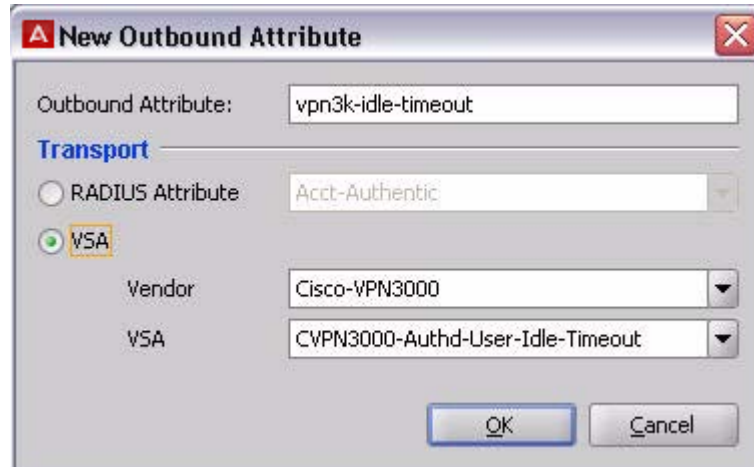 A New Outbound Attribute
Outbound Attribute: vpn3k-idle-timeout
Transport
RADIUS Attribute Acct-Authentic
VSA
Vendor Cisco-VPN3000
VSA CVPN3000-Authd-User-Idle-Timeout
OK Cancel